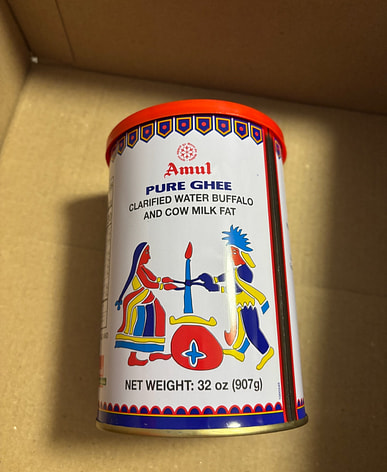 Amul
PURE GHEE
CLARIFIED WATER BUFFALO
AND COW MILK FAT
NET WEIGHT: 32 oz (907g)